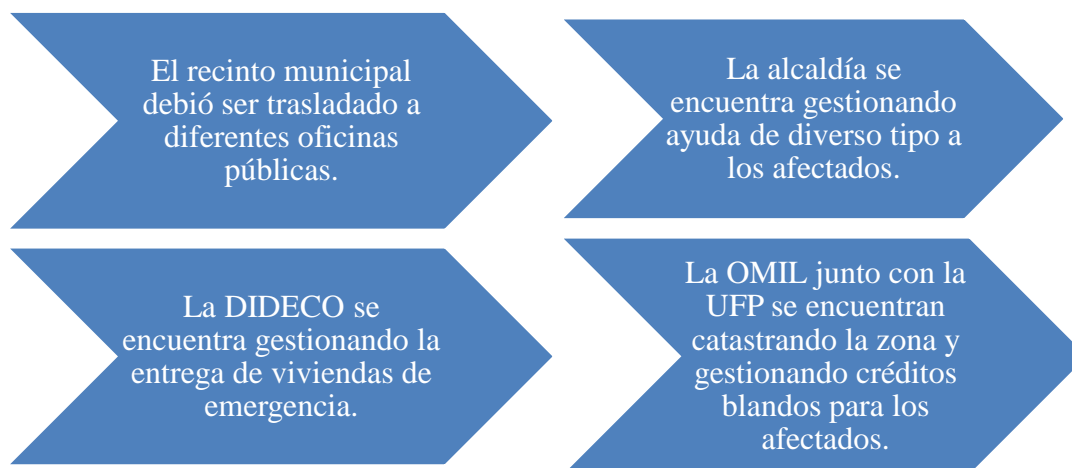 El recinto municipal
debió ser trasladado a
diferentes oficinas
públicas.
La alcaldía se
encuentra gestionando
ayuda de diverso tipo a
los afectados.
La DIDECO se
encuentra gestionando la
entrega de viviendas de
emergencia.
La OMIL junto con la
UFP se encuentran
catastrando la zona y
gestionando créditos
blandos para los
afectados.